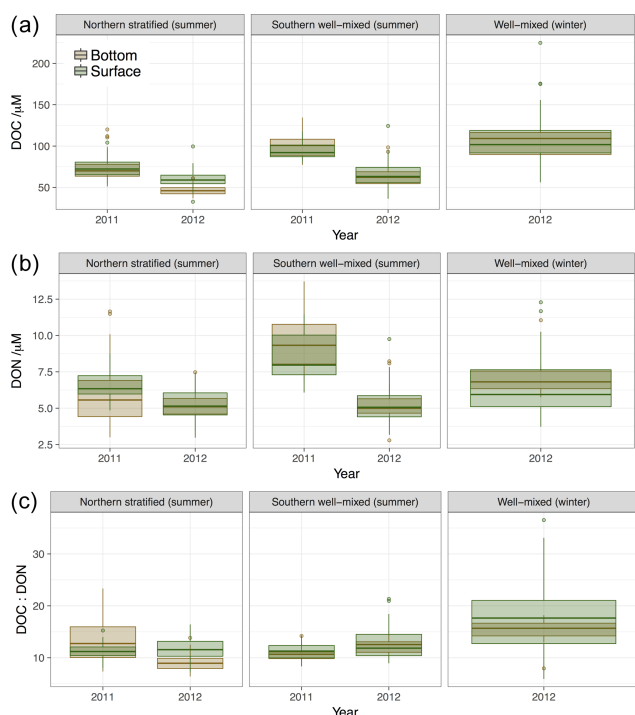 (a)
Northern stratified (summer)
Southern well−mixed (summer)
Well−mixed (winter)
Bottom
Surface
DOC /µM
200
150
100
50
2011
2012
2011
2012
2012
Year
(b)
Northern stratified (summer)
Southern well−mixed (summer)
Well−mixed (winter)
DON /µM
12.5
10.0
7.5
5.0
2.5
2011
2012
2011
2012
2012
Year
(c)
Northern stratified (summer)
Southern well−mixed (summer)
Well−mixed (winter)
DOC : DON
30
20
10
2011
2012
2011
2012
2012
Year